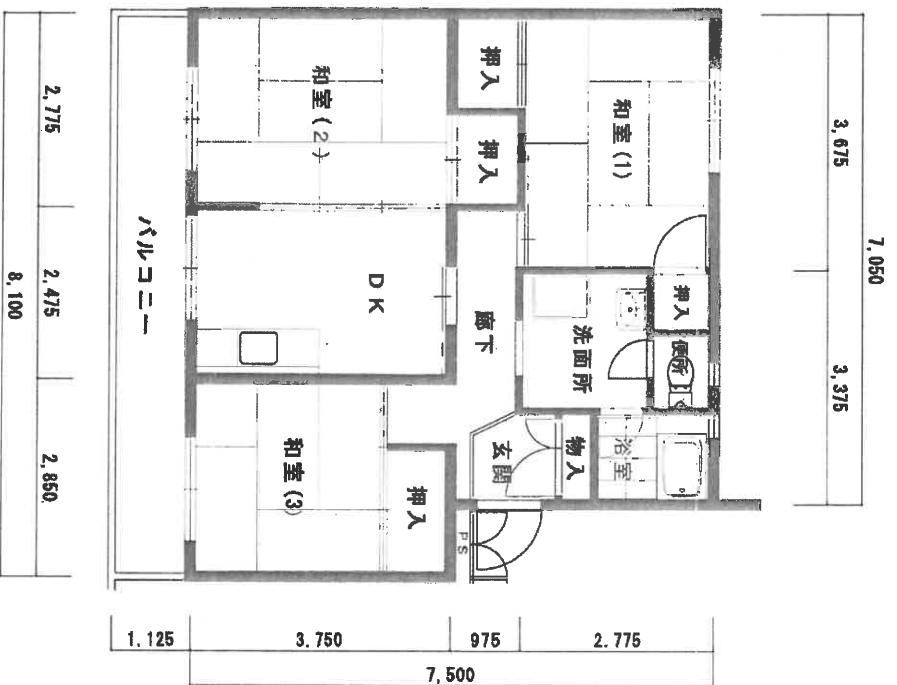 押入
和室(1)
和室(2)
押入
3,675
7,050
2,775
バルコニー
DK
廊下
洗面所
押入
便所
3,375
2,475
8,100
和室(3)
押入
玄関
物入
浴室
PS
2,850
1.125
3.750
975
2.775
7,500